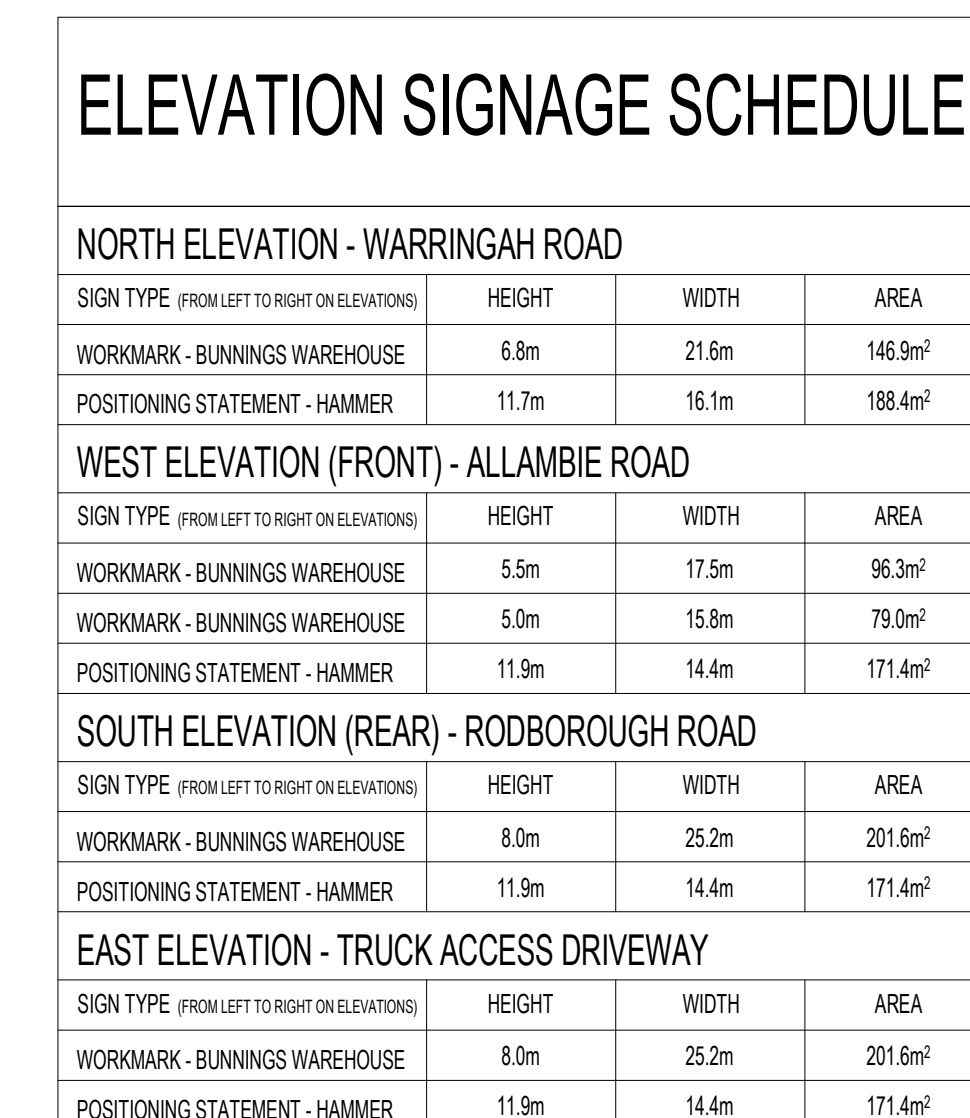 ELEVATION SIGNAGE SCHEDULE
NORTH ELEVATION - WARRINGAH ROAD
SIGN TYPE (FROM LEFT TO RIGHT ON ELEVATIONS) HEIGHT WIDTH AREA
WORKMARK - BUNNINGS WAREHOUSE 6.8m 21.6m 146.9m²
POSITIONING STATEMENT - HAMMER 11.7m 16.1m 188.4m²
WEST ELEVATION (FRONT) - ALLAMBIE ROAD
SIGN TYPE (FROM LEFT TO RIGHT ON ELEVATIONS) HEIGHT WIDTH AREA
WORKMARK - BUNNINGS WAREHOUSE 5.5m 17.5m 96.3m²
WORKMARK - BUNNINGS WAREHOUSE 5.0m 15.8m 79.0m²
POSITIONING STATEMENT - HAMMER 11.9m 14.4m 171.4m²
SOUTH ELEVATION (REAR) - RODBOROUGH ROAD
SIGN TYPE (FROM LEFT TO RIGHT ON ELEVATIONS) HEIGHT WIDTH AREA
WORKMARK - BUNNINGS WAREHOUSE 8.0m 25.2m 201.6m²
POSITIONING STATEMENT - HAMMER 11.9m 14.4m 171.4m²
EAST ELEVATION - TRUCK ACCESS DRIVEWAY
SIGN TYPE (FROM LEFT TO RIGHT ON ELEVATIONS) HEIGHT WIDTH AREA
WORKMARK - BUNNINGS WAREHOUSE 8.0m 25.2m 201.6m²
POSITIONING STATEMENT - HAMMER 11.9m 14.4m 171.4m²